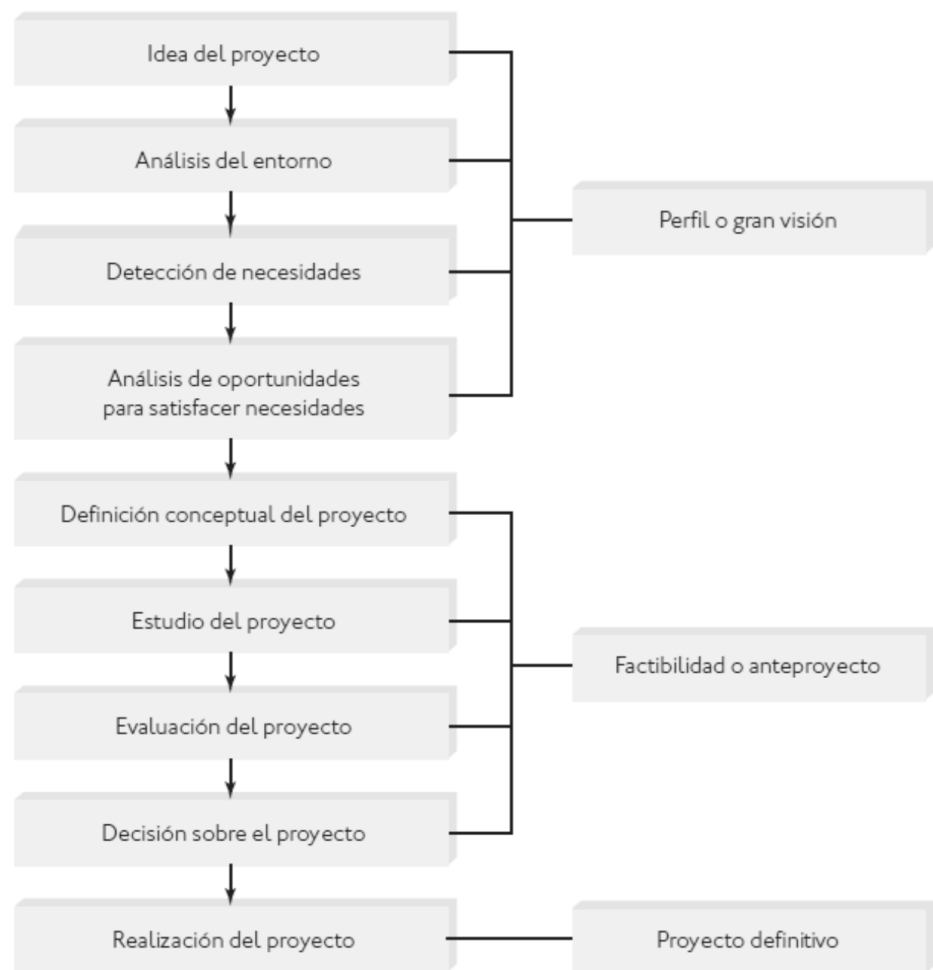 Idea del proyecto
Análisis del entorno
Perfil o gran visión
Detección de necesidades
Análisis de oportunidades
para satisfacer necesidades
Definición conceptual del proyecto
Estudio del proyecto
Factibilidad o anteproyecto
Evaluación del proyecto
Decisión sobre el proyecto
Realización del proyecto
Proyecto definitivo